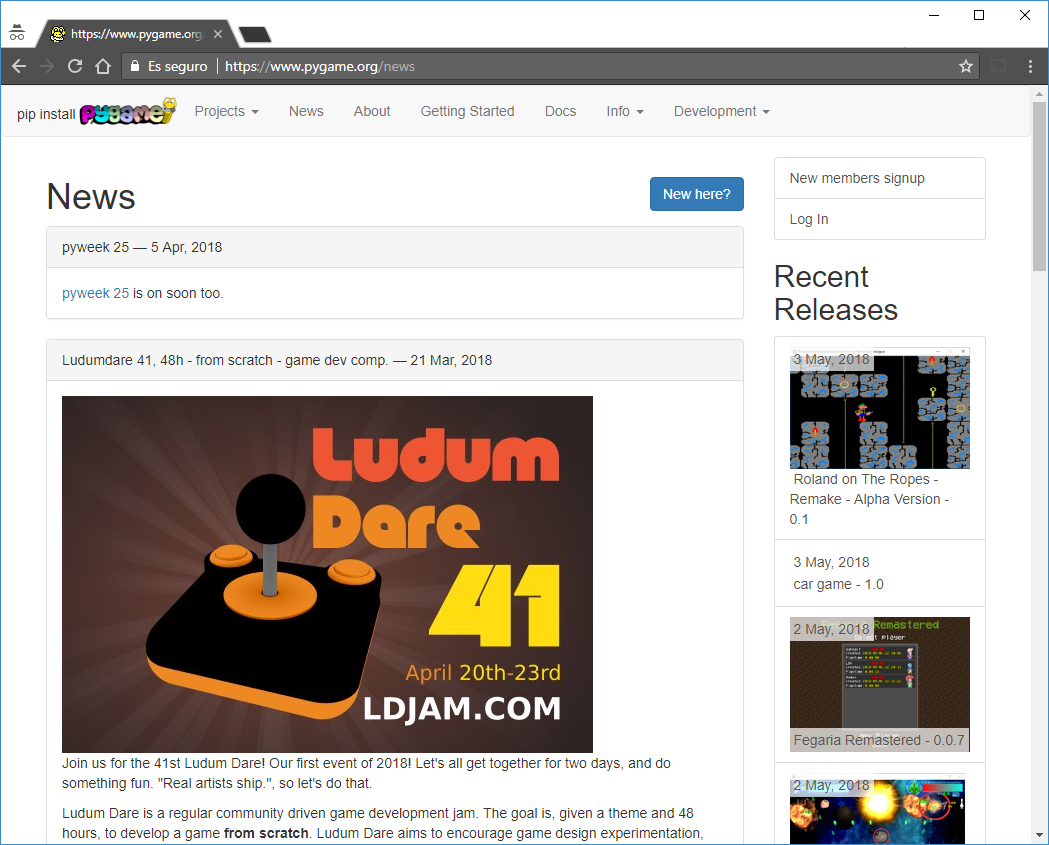 https://www.pygame.org
Es seguro
https://www.pygame.org/news
pip install pygame
Projects
News
About
Getting Started
Docs
Info
Development
News
New here?
pyweek 25 — 5 Apr, 2018
pyweek 25 is on soon too.
Ludumdare 41, 48h - from scratch - game dev comp. — 21 Mar, 2018
Ludum
Dare
41
April 20th-23rd
LDJAM.COM
Join us for the 41st Ludum Dare! Our first event of 2018! Let's all get together for two days, and do
something fun. "Real artists ship.", so let's do that.
Ludum Dare is a regular community driven game development jam. The goal is, given a theme and 48
hours, to develop a game from scratch. Ludum Dare aims to encourage game design experimentation,
New members signup
Log In
Recent
Releases
3 May, 2018
Roland on The Ropes -
Remake - Alpha Version -
0.1
3 May, 2018
car game - 1.0
2 May, 2018
Remastered
Select player
Fegaria Remastered - 0.0.7
2 May, 2018